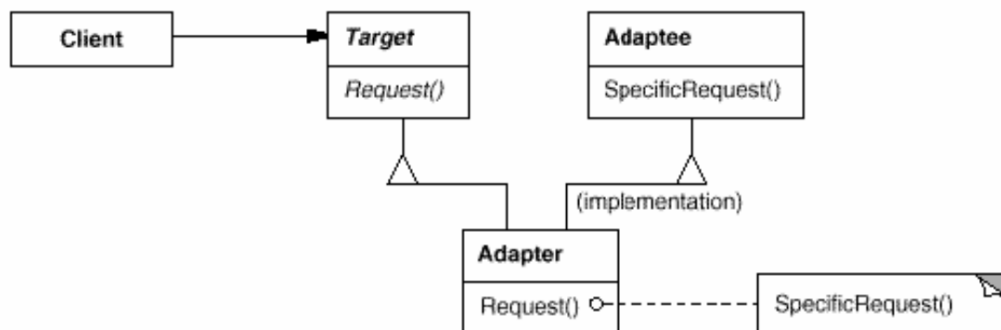 Client
Target
Request()
Adaptee
SpecificRequest()
(implementation)
Adapter
Request()
SpecificRequest()